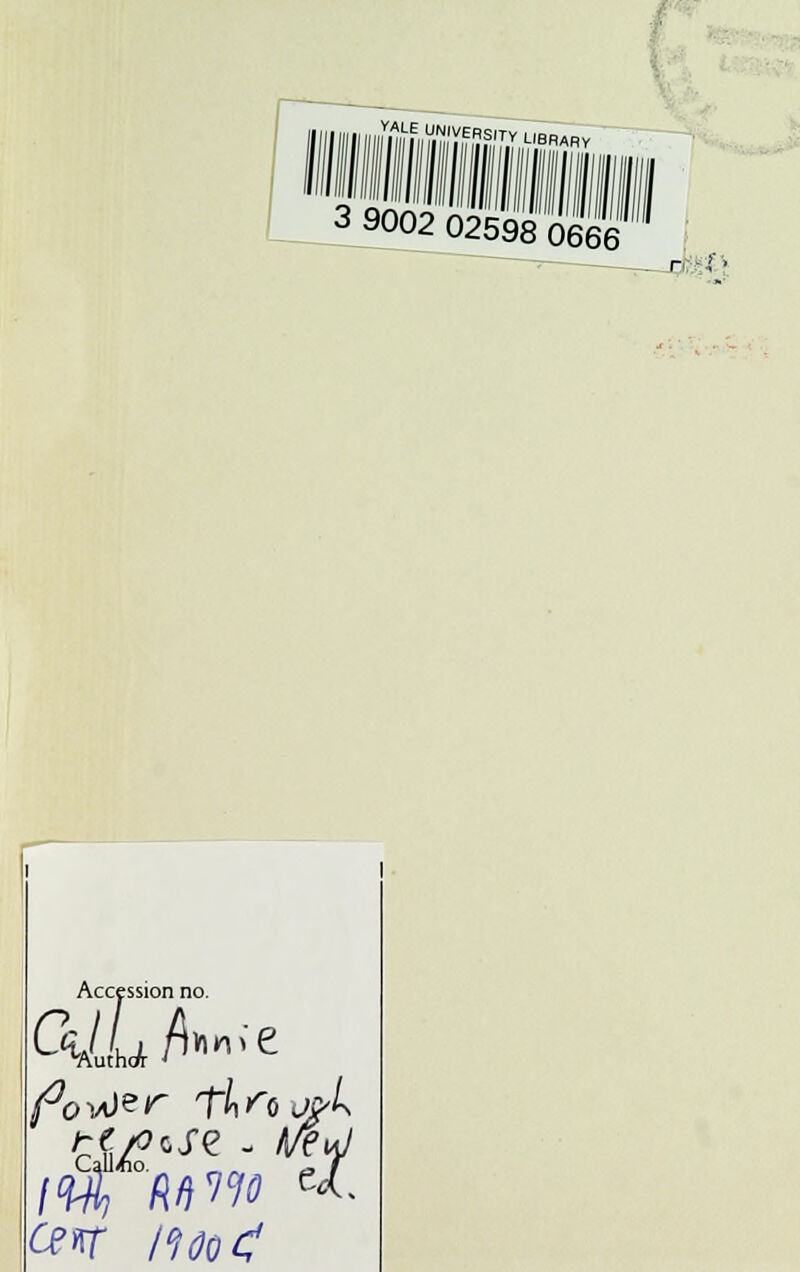 YALE UNIVERSITY LIBRARY
3 9002 02598 0666
Accession no.
Call, Annie
Author
Power Through
repose - New
Call no.
19th RA790 ed.
Cent 1900C